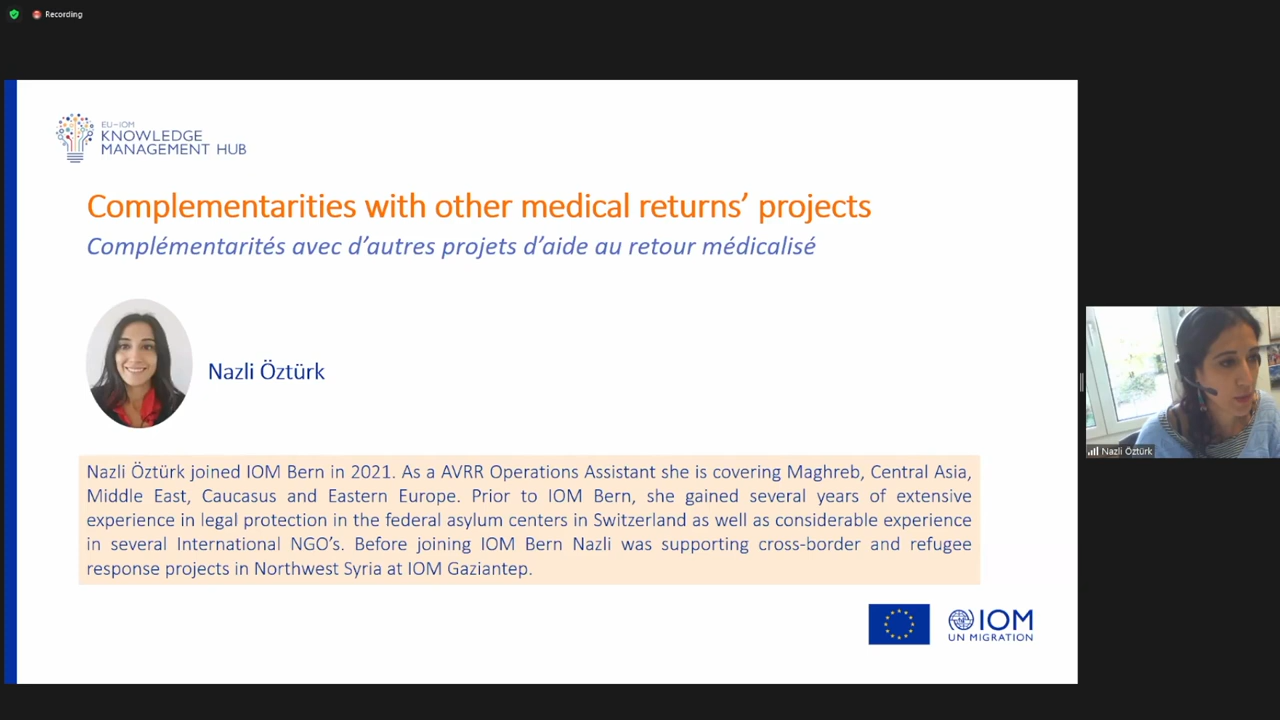 Recording
EU-IOM
KNOWLEDGE
MANAGEMENT HUB
Complementarities with other medical returns’ projects
Complémentarités avec d’autres projets d’aide au retour médicalisé
Nazli Öztürk
Nazli Öztürk joined IOM Bern in 2021. As a AVRR Operations Assistant she is covering Maghreb, Central Asia,
Middle East, Caucasus and Eastern Europe. Prior to IOM Bern, she gained several years of extensive
experience in legal protection in the federal asylum centers in Switzerland as well as considerable experience
in several International NGO’s. Before joining IOM Bern Nazli was supporting cross-border and refugee
response projects in Northwest Syria at IOM Gaziantep.
IOM
UN MIGRATION
Nazli Öztürk